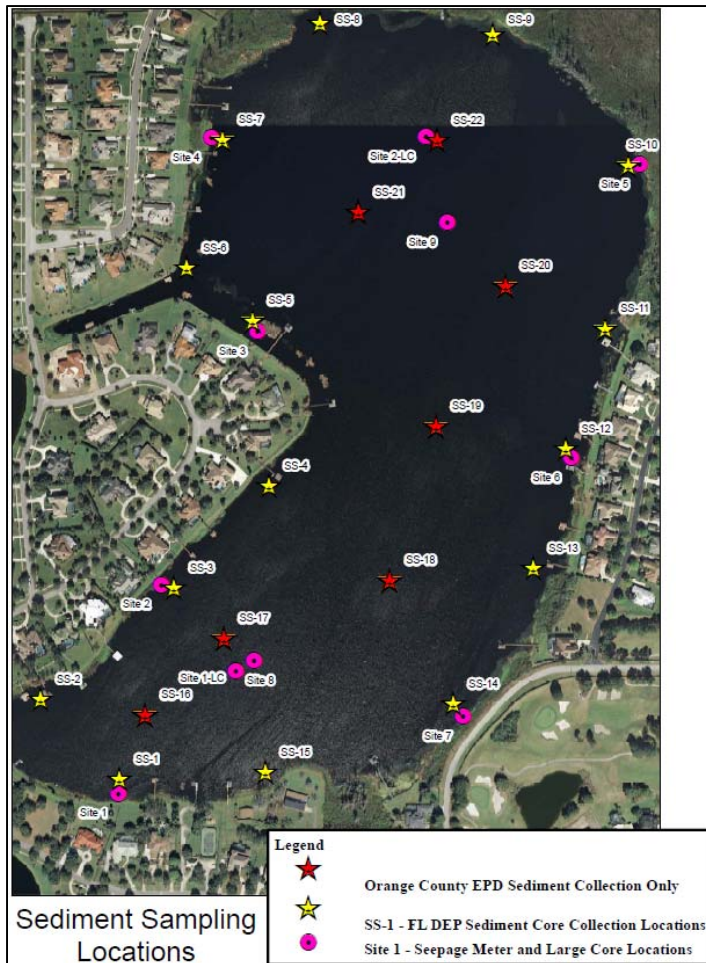 SS-8
SS-9
SS-7
SS-22
SS-10
Site 4
Site 2-LC
Site 5
SS-21
Site 9
SS-6
SS-20
SS-5
SS-11
Site 3
SS-19
SS-12
Site 6
SS-4
SS-13
SS-18
SS-3
Site 2
SS-17
Site 1-LC
Site 8
SS-2
SS-16
SS-14
Site 7
SS-1
SS-15
Site 1
Legend
Orange County EPD Sediment Collection Only
SS-1 - FL DEP Sediment Core Collection Locations
Site 1 - Seepage Meter and Large Core Locations
Sediment Sampling
Locations